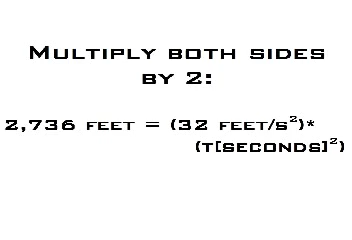 Multiply both sides
by 2:
2,736 feet = (32 feet/s²)*
(t[seconds]²)